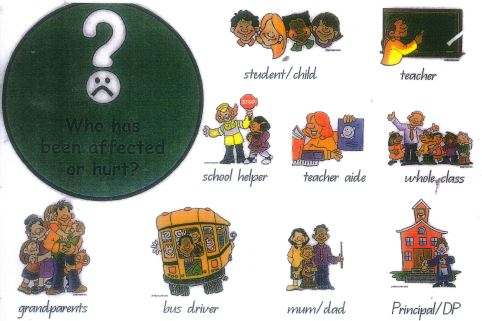 ?
Who has
been affected
or hurt?
student/child
teacher
STOP
school helper
teacher aide
whole class
grandparents
bus driver
mum/dad
Principal/DP